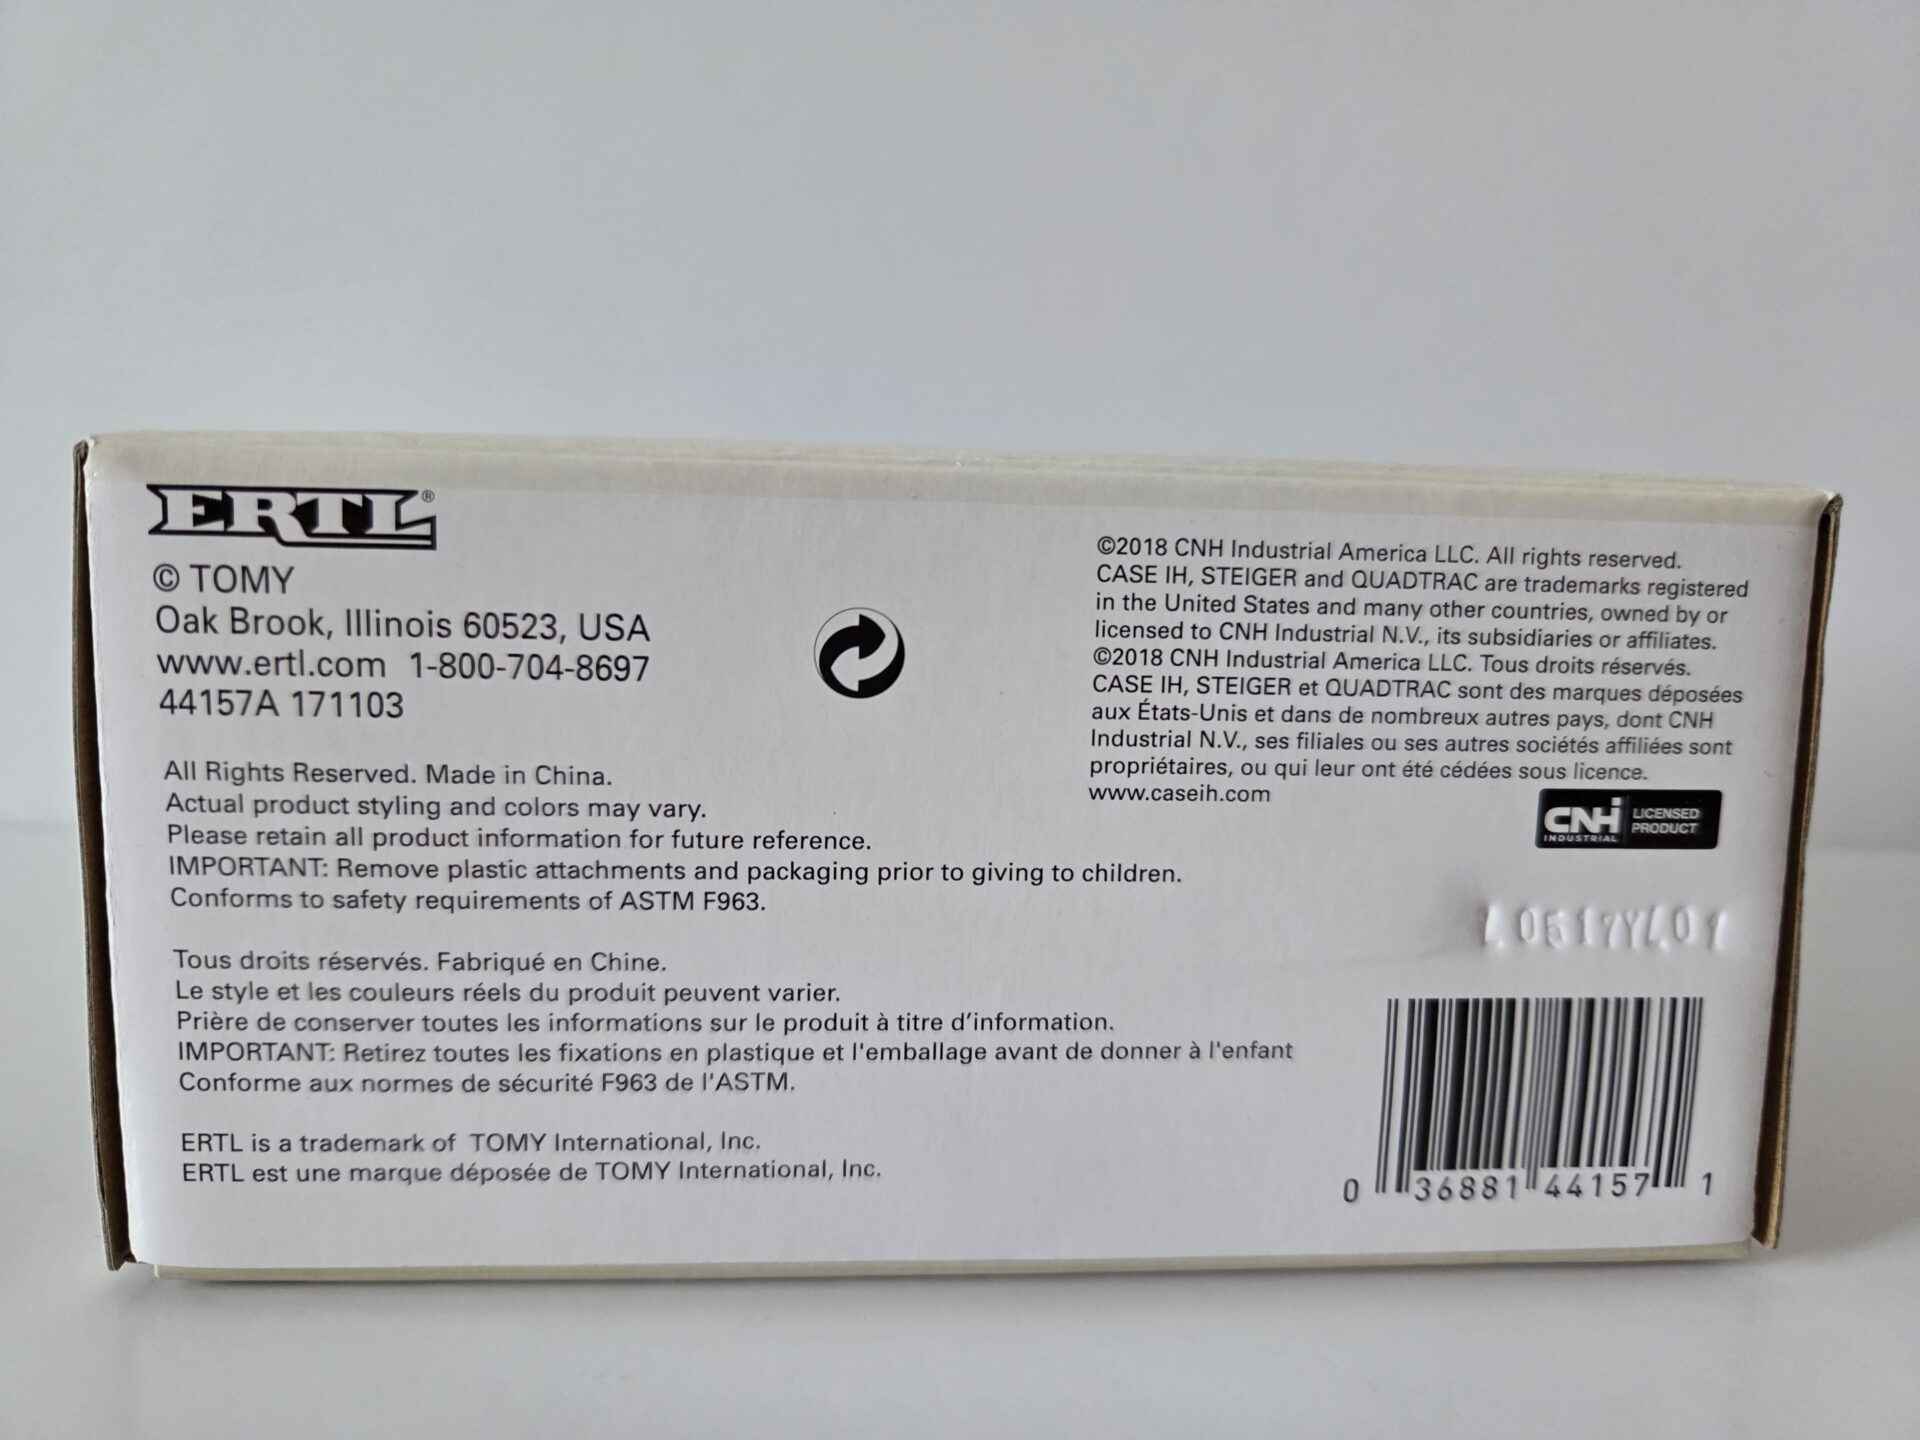 ERTL®
© TOMY
Oak Brook, Illinois 60523, USA
www.ertl.com 1-800-704-8697
44157A 171103
All Rights Reserved. Made in China.
Actual product styling and colors may vary.
Please retain all product information for future reference.
IMPORTANT: Remove plastic attachments and packaging prior to giving to children.
Conforms to safety requirements of ASTM F963.
Tous droits réservés. Fabriqué en Chine.
Le style et les couleurs réels du produit peuvent varier.
Prière de conserver toutes les informations sur le produit à titre d'information.
IMPORTANT: Retirez toutes les fixations en plastique et l'emballage avant de donner à l'enfant
Conforme aux normes de sécurité F963 de l'ASTM.
ERTL is a trademark of TOMY International, Inc.
ERTL est une marque déposée de TOMY International, Inc.
©2018 CNH Industrial America LLC. All rights reserved.
CASE IH, STEIGER and QUADTRAC are trademarks registered
in the United States and many other countries, owned by or
licensed to CNH Industrial N.V., its subsidiaries or affiliates.
©2018 CNH Industrial America LLC. Tous droits réservés.
CASE IH, STEIGER et QUADTRAC sont des marques déposées
aux États-Unis et dans de nombreux autres pays, dont CNH
Industrial N.V., ses filiales ou ses autres sociétés affiliées sont
propriétaires, ou qui leur ont été cédées sous licence.
www.caseih.com
CNH INDUSTRIAL
LICENSED
PRODUCT
0 36881 44157 1